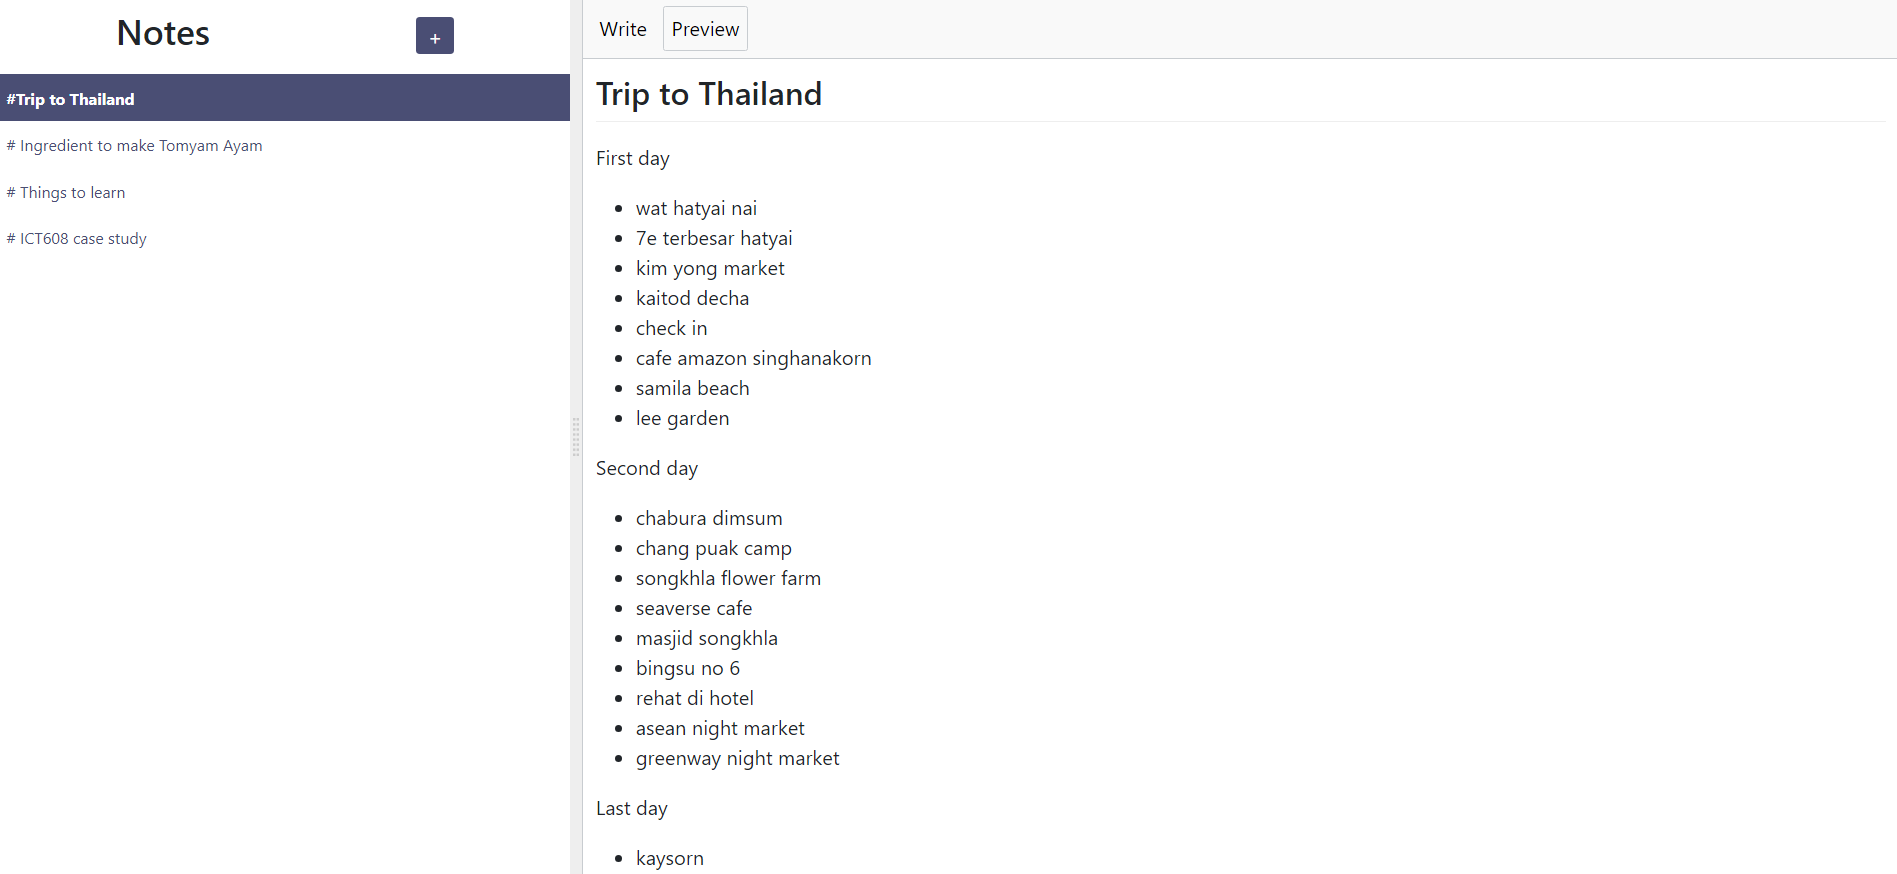 Notes
+
#Trip to Thailand
# Ingredient to make Tomyam Ayam
# Things to learn
# ICT608 case study
Write Preview
Trip to Thailand
First day
wat hatyai nai
7e terbesar hatyai
kim yong market
kaitod decha
check in
cafe amazon singhanakorn
samila beach
lee garden
Second day
chabura dimsum
chang puak camp
songkhla flower farm
seaverse cafe
masjid songkhla
bingsu no 6
rehat di hotel
asean night market
greenway night market
Last day
kaysorn